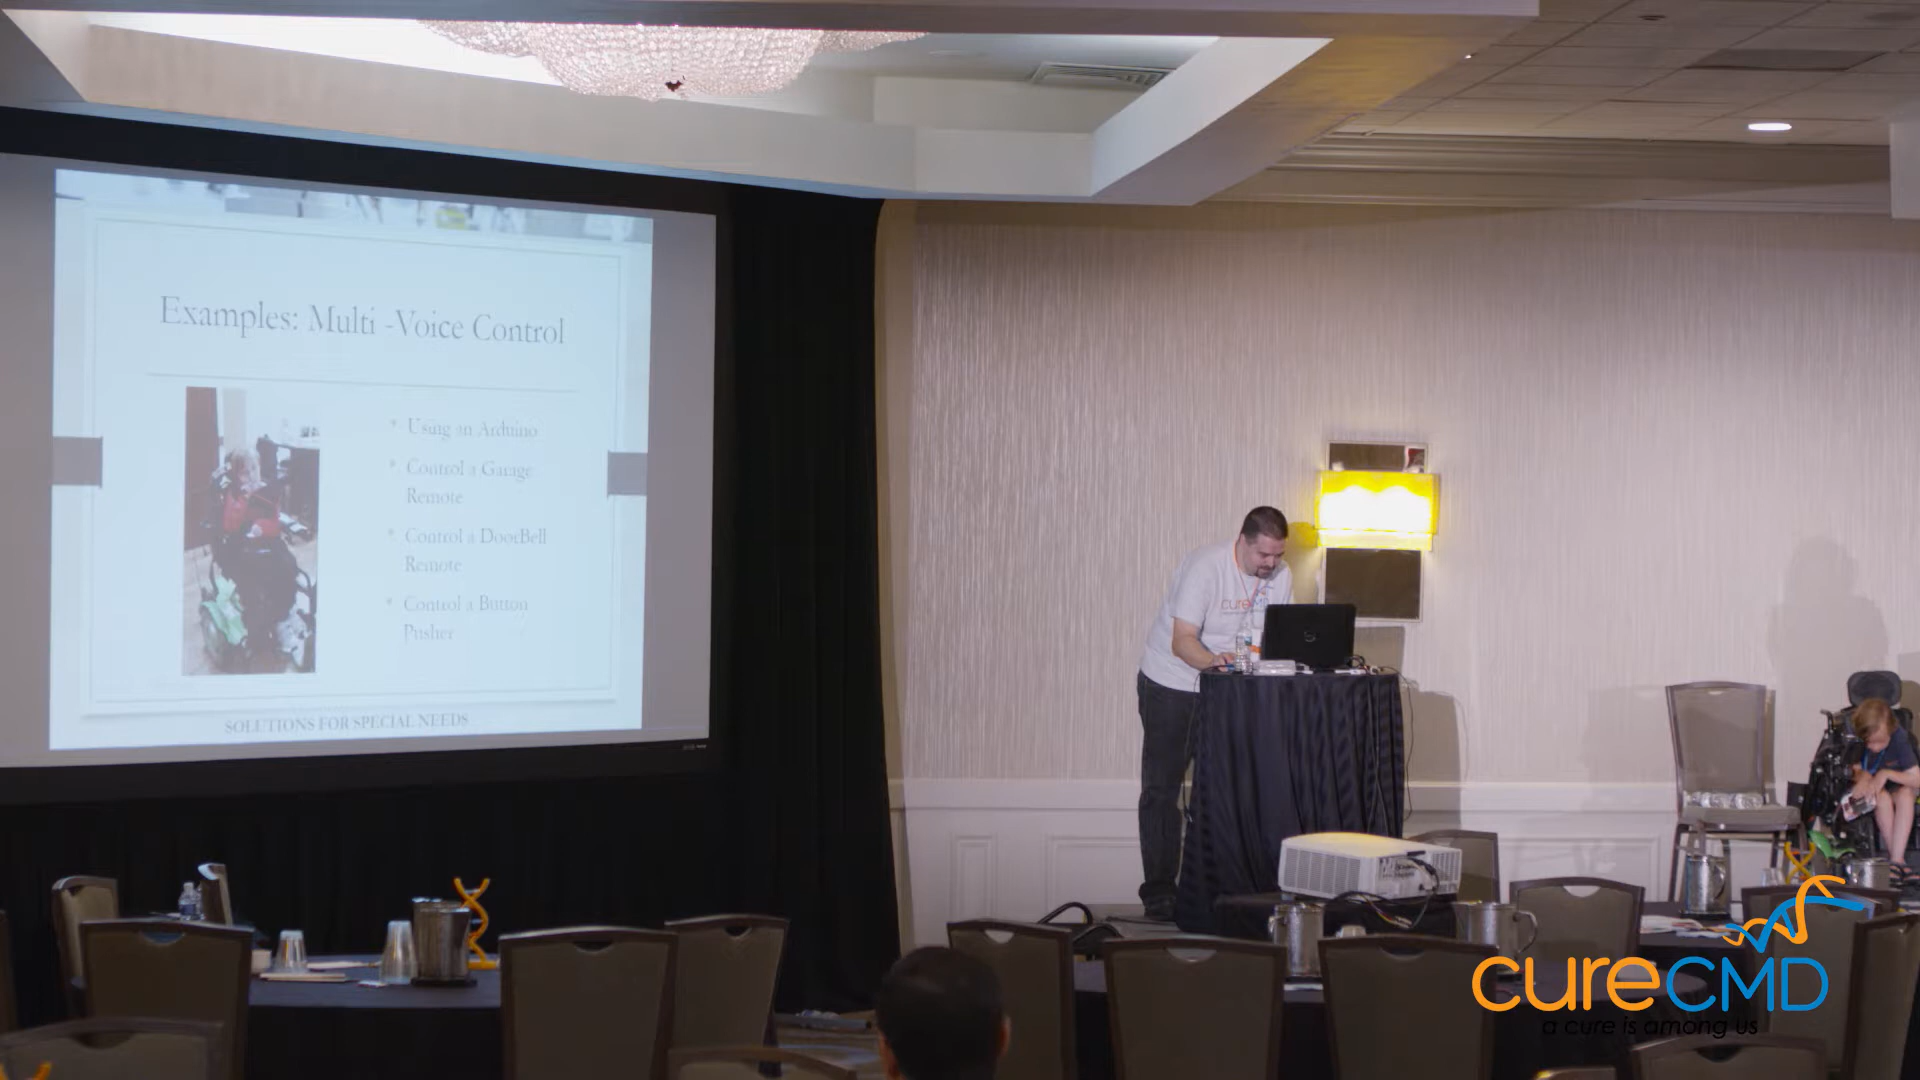 Examples: Multi -Voice Control
* Using an Arduino
* Control a Garage
Remote
* Control a DoorBell
Remote
* Control a Button
Pusher
SOLUTIONS FOR SPECIAL NEEDS
cureCMD
cureCMD
a cure is among us